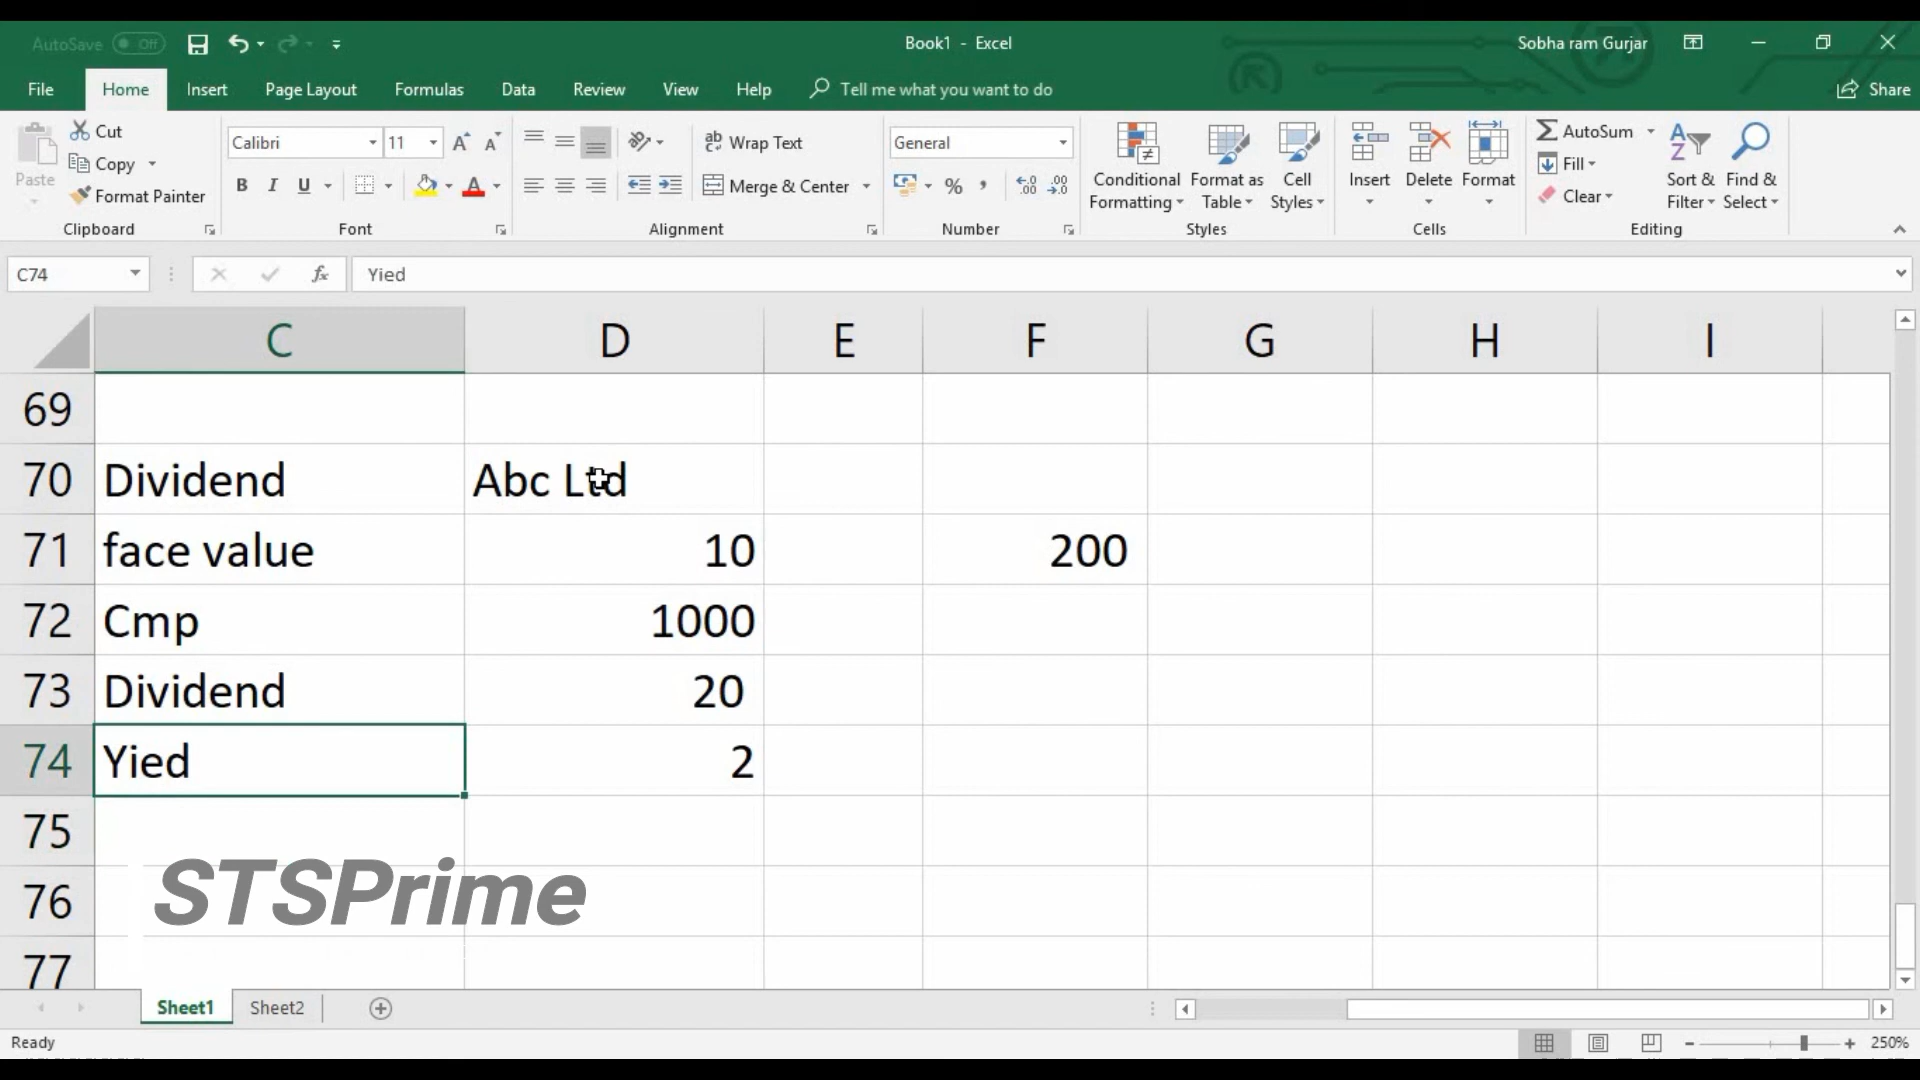 AutoSave Off Book1 - Excel Sobha ram Gurjar
File Home Insert Page Layout Formulas Data Review View Help Tell me what you want to do Share
Paste Cut Copy Format Painter
Calibri 11
B I U
Wrap Text
Merge & Center
General
%
Conditional Formatting Format as Table Cell Styles
Insert Delete Format
AutoSum Fill Clear
Sort & Filter Find & Select
Clipboard Font Alignment Number Styles Cells Editing
C74 fx Yied
C D E F G H I
69
70 Dividend Abc Ltd
71 face value 10 200
72 Cmp 1000
73 Dividend 20
74 Yied 2
75
76
77
STSPrime
Sheet1 Sheet2
Ready 250%